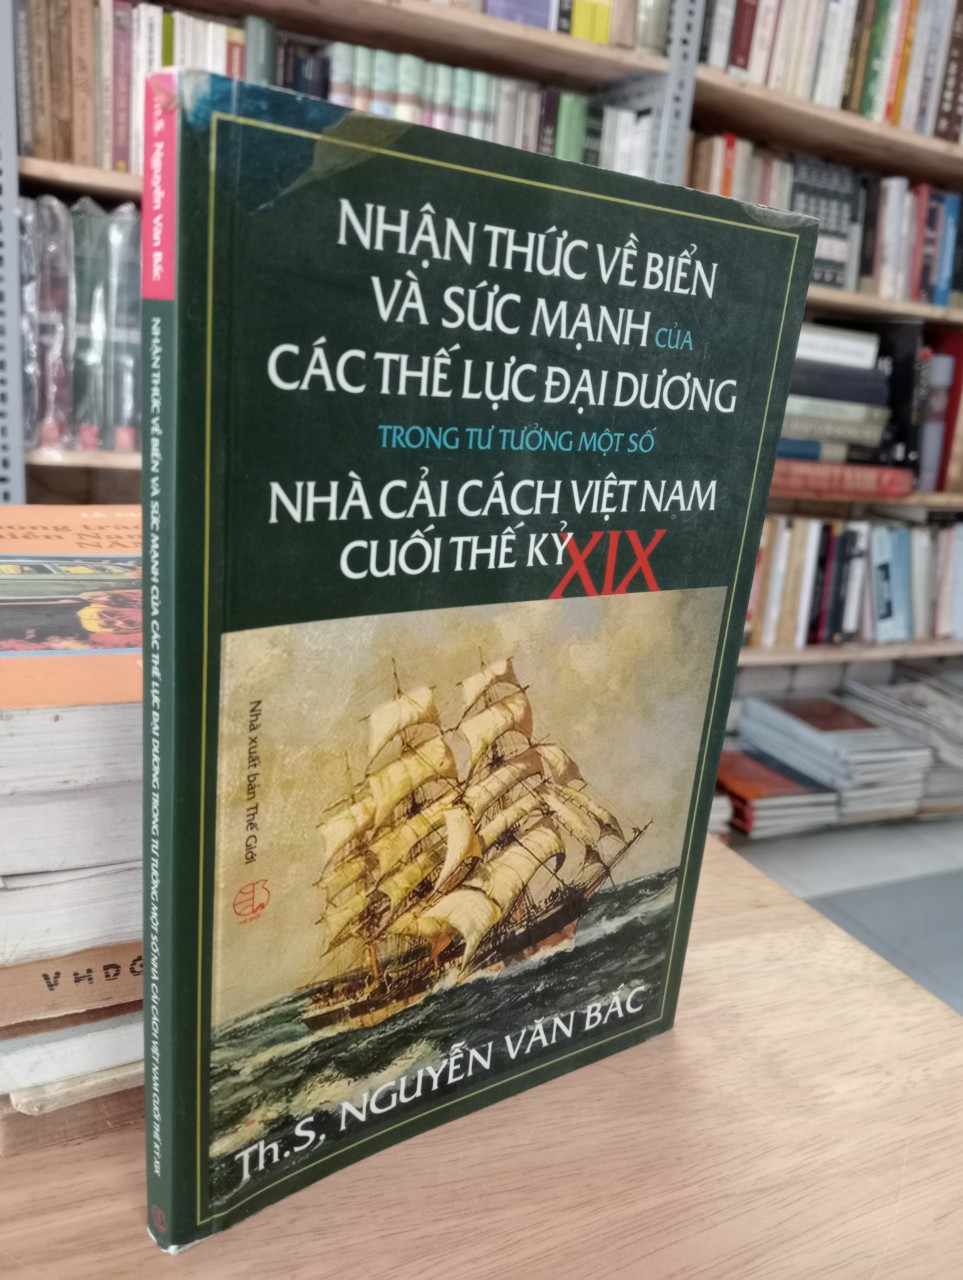 NHẬN THỨC VỀ BIỂN
VÀ SỨC MẠNH CỦA
CÁC THẾ LỰC ĐẠI DƯƠNG
TRONG TƯ TƯỞNG MỘT SỐ
NHÀ CẢI CÁCH VIỆT NAM
CUỐI THẾ KỶ XIX
Nhà xuất bản Thế Giới
Th.S. NGUYỄN VĂN BẮC
Th.S. Nguyễn Văn Bắc
NHẬN THỨC VỀ BIỂN VÀ SỨC MẠNH CỦA CÁC THẾ LỰC ĐẠI DƯƠNG TRONG TƯ TƯỞNG MỘT SỐ NHÀ CẢI CÁCH VIỆT NAM CUỐI THẾ KỶ XIX